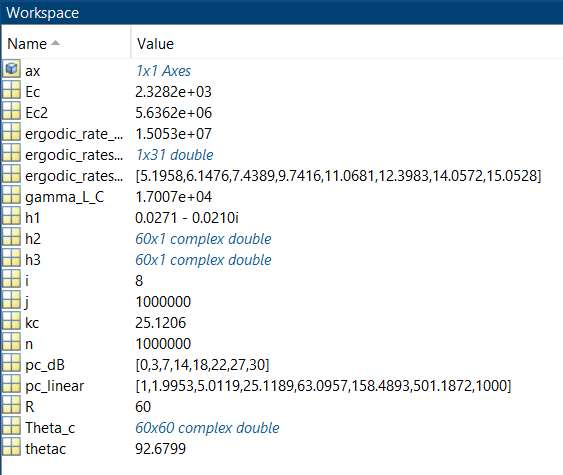 Workspace
Name Value
ax 1x1 Axes
Ec 2.3282e+03
Ec2 5.6362e+06
ergodic_rate_... 1.5053e+07
ergodic_rates... 1x31 double
ergodic_rates... [5.1958,6.1476,7.4389,9.7416,11.0681,12.3983,14.0572,15.0528]
gamma_L_C 1.7007e+04
h1 0.0271 - 0.0210i
h2 60x1 complex double
h3 60x1 complex double
i 8
j 1000000
kc 25.1206
n 1000000
pc_dB [0,3,7,14,18,22,27,30]
pc_linear [1,1.9953,5.0119,25.1189,63.0957,158.4893,501.1872,1000]
R 60
Theta_c 60x60 complex double
thetac 92.6799